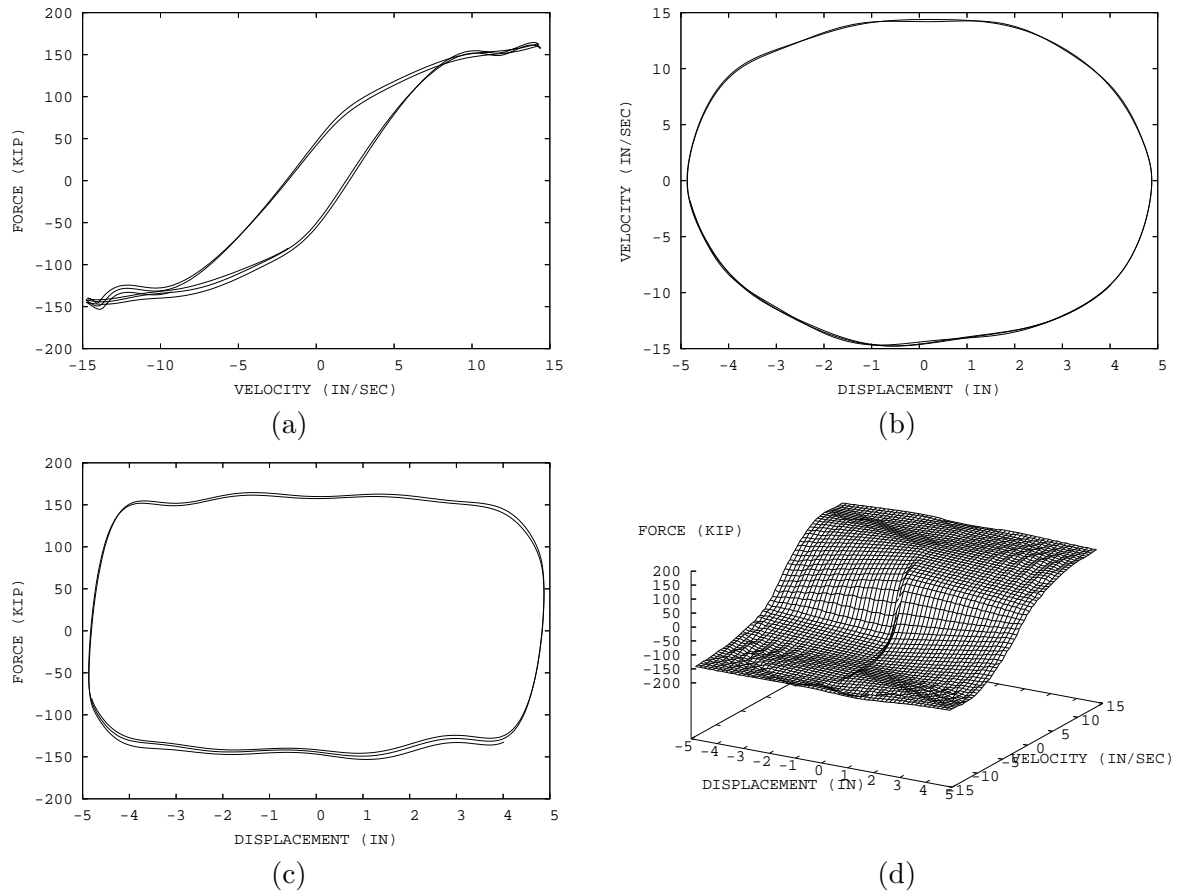 200
150
100
50
0
-50
-100
-150
-200
FORCE (KIP)
-15 -10 -5 0 5 10 15
VELOCITY (IN/SEC)
(a)
15
10
5
0
-5
-10
-15
VELOCITY (IN/SEC)
-5 -4 -3 -2 -1 0 1 2 3 4 5
DISPLACEMENT (IN)
(b)
200
150
100
50
0
-50
-100
-150
-200
FORCE (KIP)
-5 -4 -3 -2 -1 0 1 2 3 4 5
DISPLACEMENT (IN)
(c)
FORCE (KIP)
200
150
100
50
0
-50
-100
-150
-200
-5 -4 -3 -2 -1 0 1 2 3 4 5
DISPLACEMENT (IN)
-15 -10 -5 0 5 10 15
VELOCITY (IN/SEC)
(d)